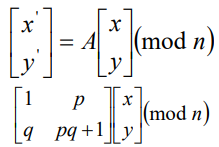 [x' y'] = A [x y] (mod n)
[1 p q pq+1] [x y] (mod n)